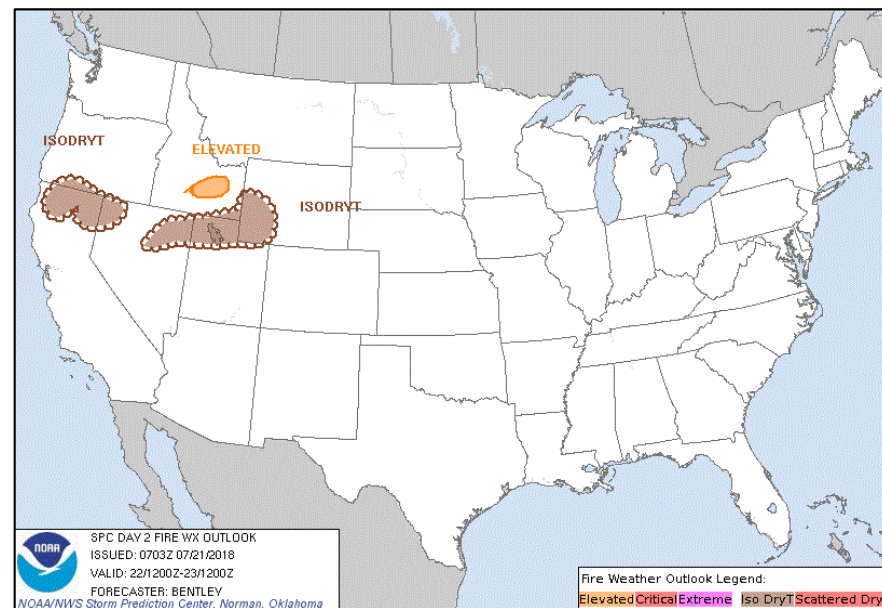 ISODRYT
ELEVATED
ISODRYT
NOAA
SPC DAY 2 FIRE WX OUTLOOK
ISSUED: 0703Z 07/21/2018
VALID: 22/1200Z-23/1200Z
FORECASTER: BENTLEY
NOAA/NWS Storm Prediction Center, Norman, Oklahoma
Fire Weather Outlook Legend:
Elevated Critical Extreme Iso DryT Scattered Dry